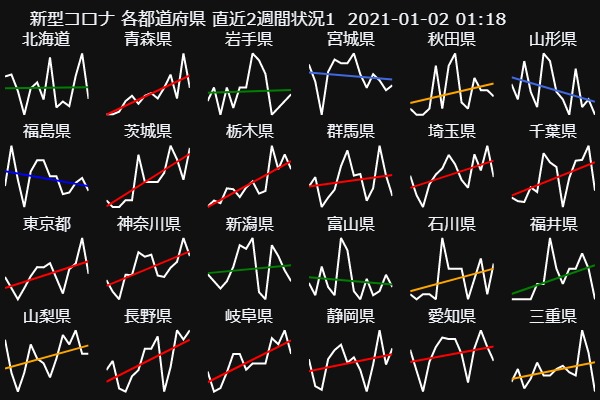 新型コロナ 各都道府県 直近2週間状況1 2021-01-02 01:18
北海道 青森県 岩手県 宮城県 秋田県 山形県
福島県 茨城県 栃木県 群馬県 埼玉県 千葉県
東京都 神奈川県 新潟県 富山県 石川県 福井県
山梨県 長野県 岐阜県 静岡県 愛知県 三重県